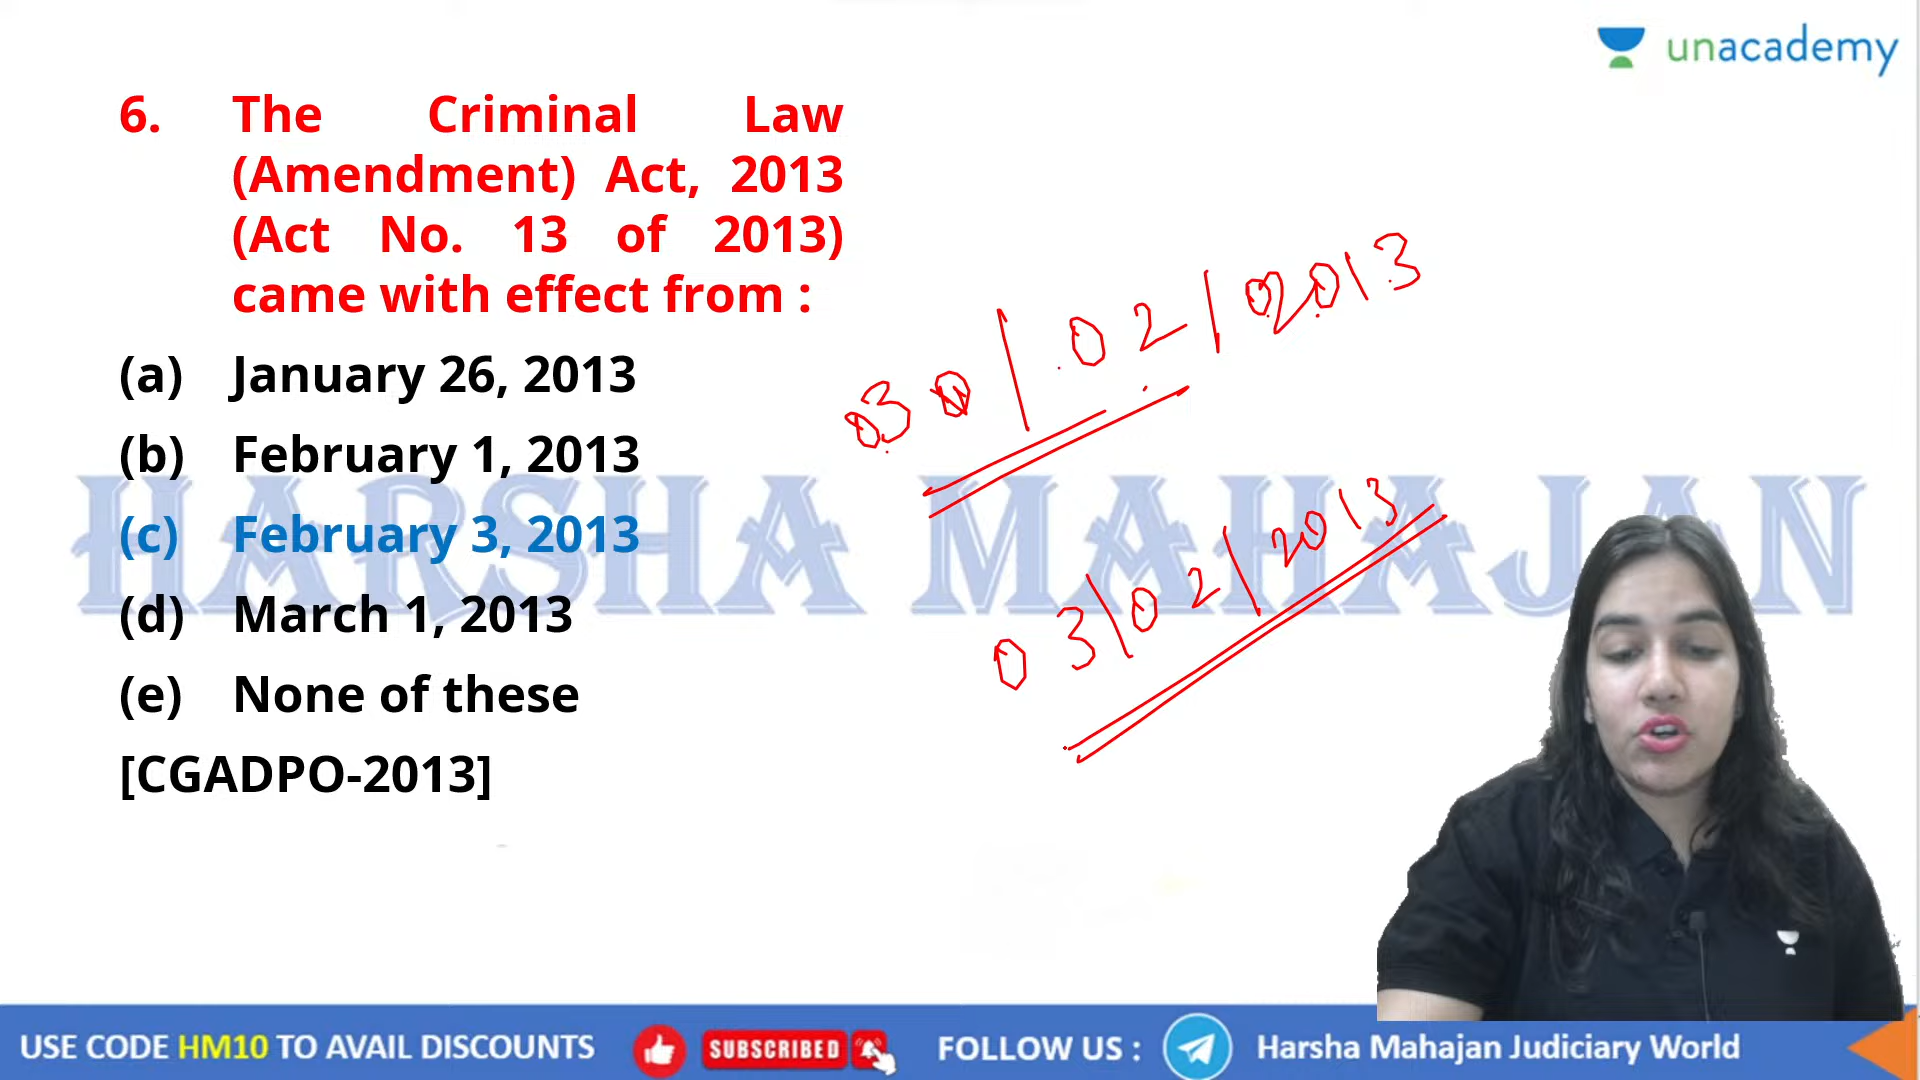 unacademy
6. The Criminal Law
(Amendment) Act, 2013
(Act No. 13 of 2013)
came with effect from :
(a) January 26, 2013
(b) February 1, 2013
(c) February 3, 2013
(d) March 1, 2013
(e) None of these
[CGADPO-2013]
HARSHA MAHAJAN
03/02/2013
USE CODE HM10 TO AVAIL DISCOUNTS
SUBSCRIBED
FOLLOW US :
Harsha Mahajan Judiciary World